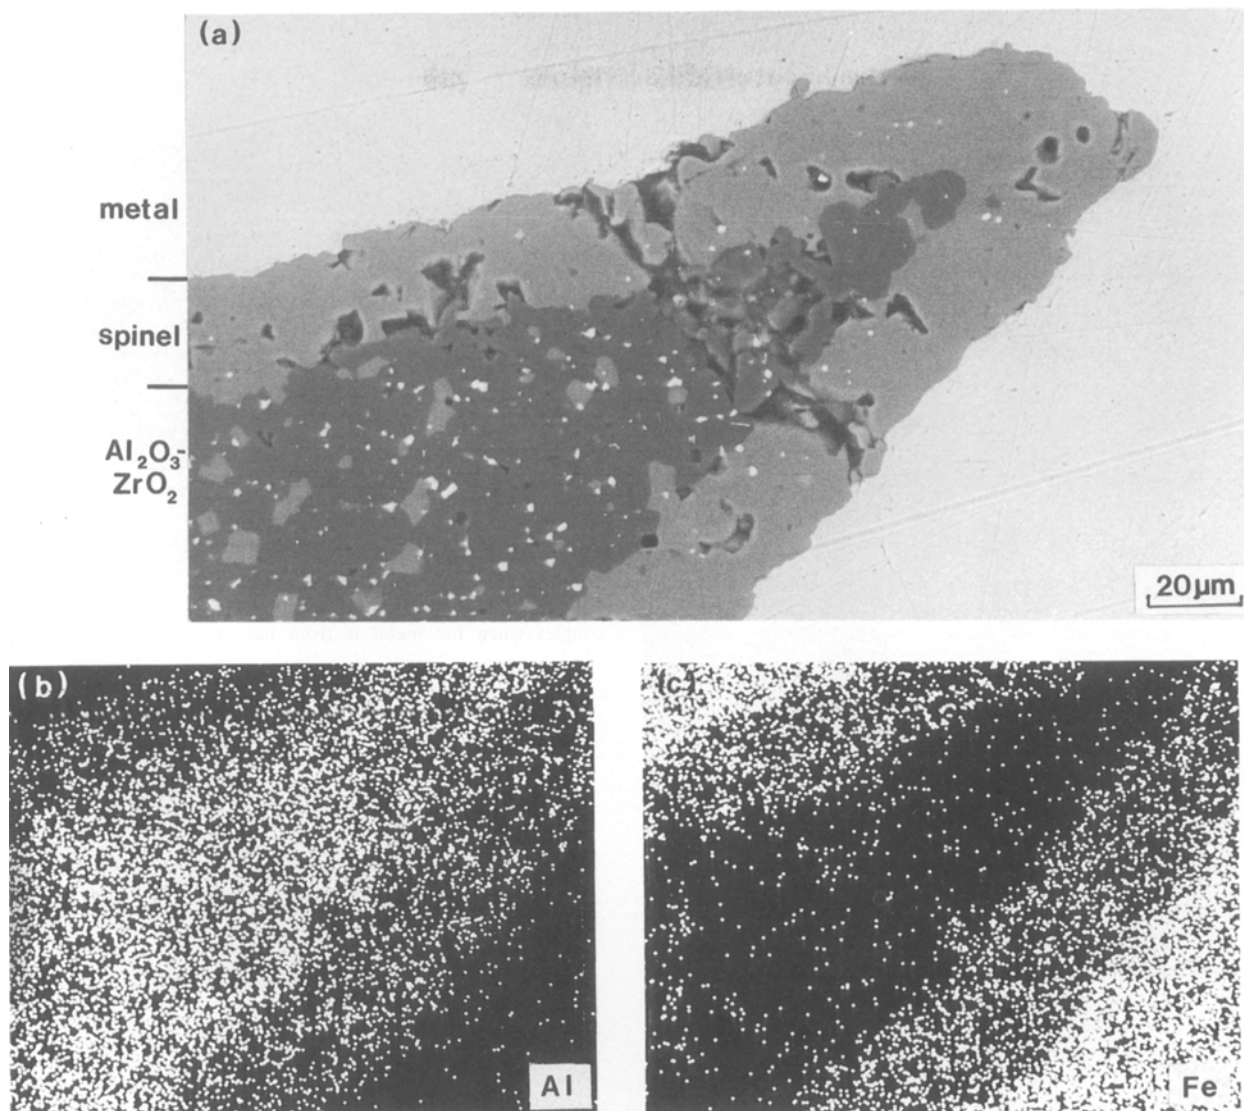 (a)
metal
spinel
Al₂O₃-
ZrO₂
20µm
(b)
(c)
Al
Fe